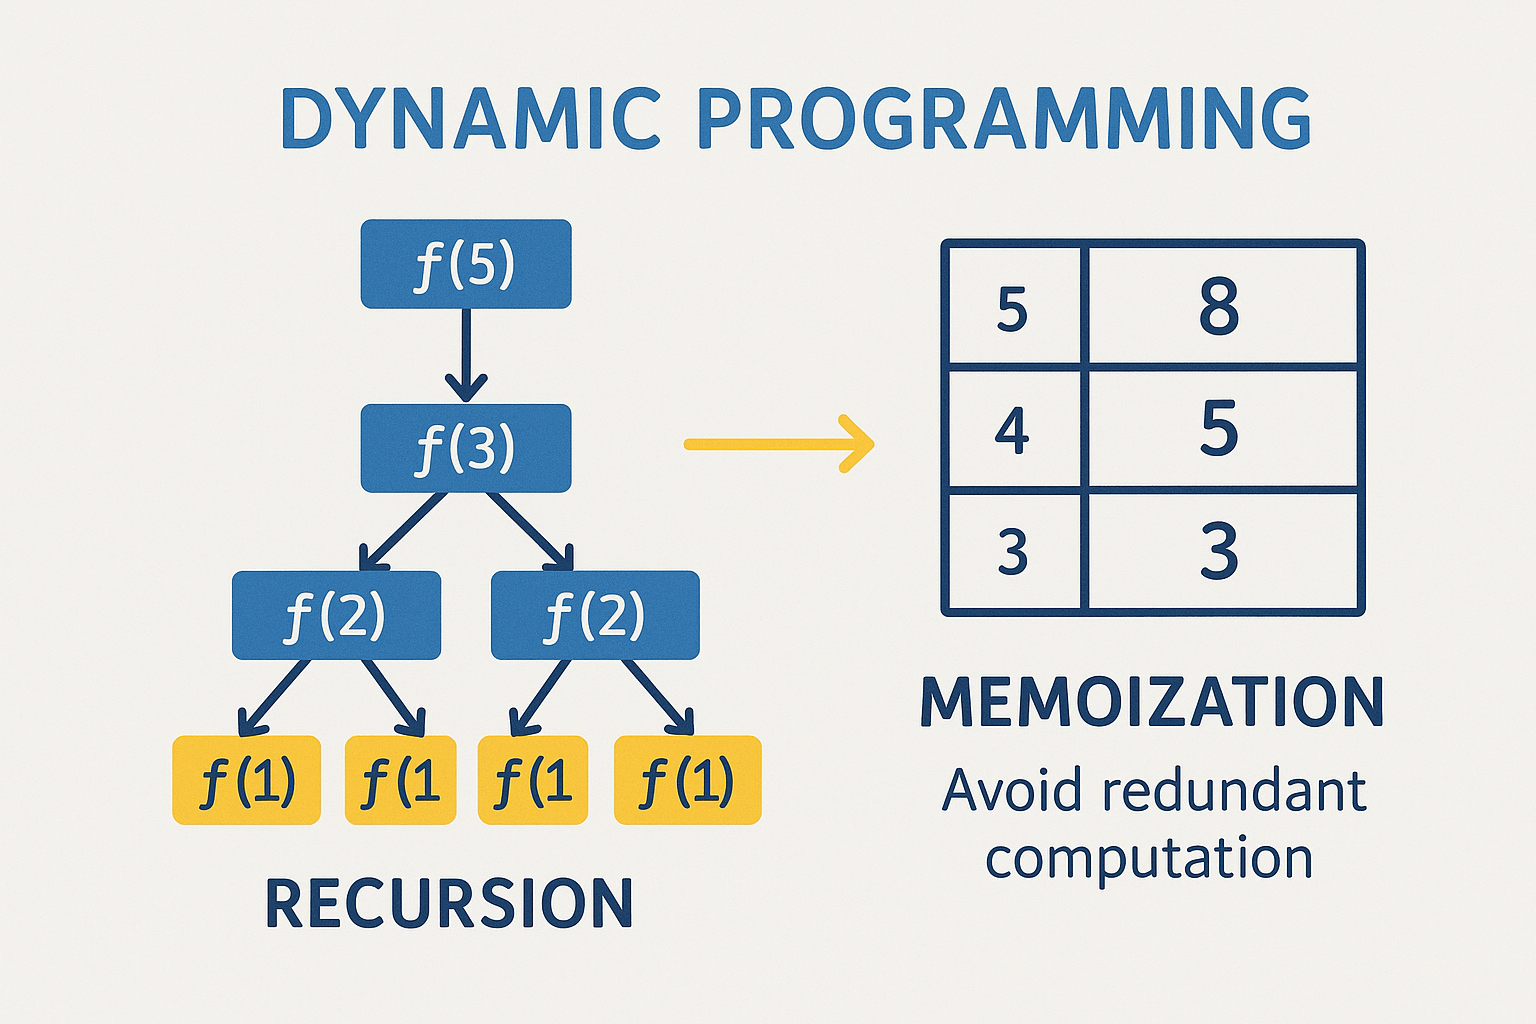 DYNAMIC PROGRAMMING
f(5)
f(3)
f(2) f(2)
f(1) f(1 f(1 f(1)
RECURSION
5 8
4 5
3 3
MEMOIZATION
Avoid redundant
computation